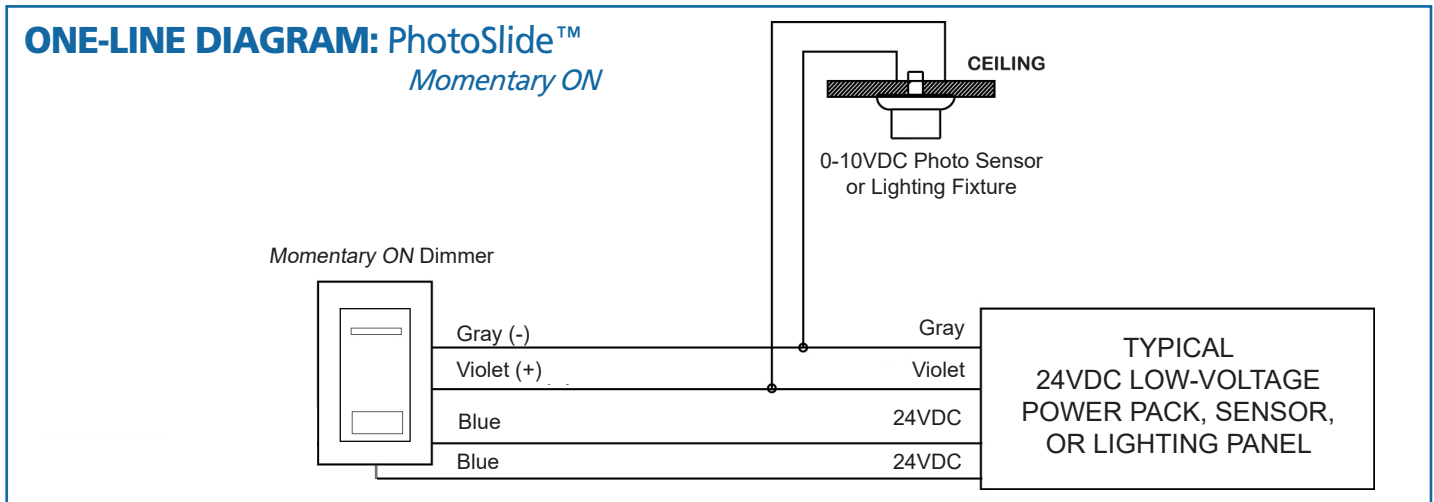 ONE-LINE DIAGRAM: PhotoSlide™
Momentary ON
CEILING
0-10VDC Photo Sensor
or Lighting Fixture
Momentary ON Dimmer
Gray (-)
Gray
Violet (+)
Violet
Blue
24VDC
Blue
24VDC
TYPICAL
24VDC LOW-VOLTAGE
POWER PACK, SENSOR,
OR LIGHTING PANEL